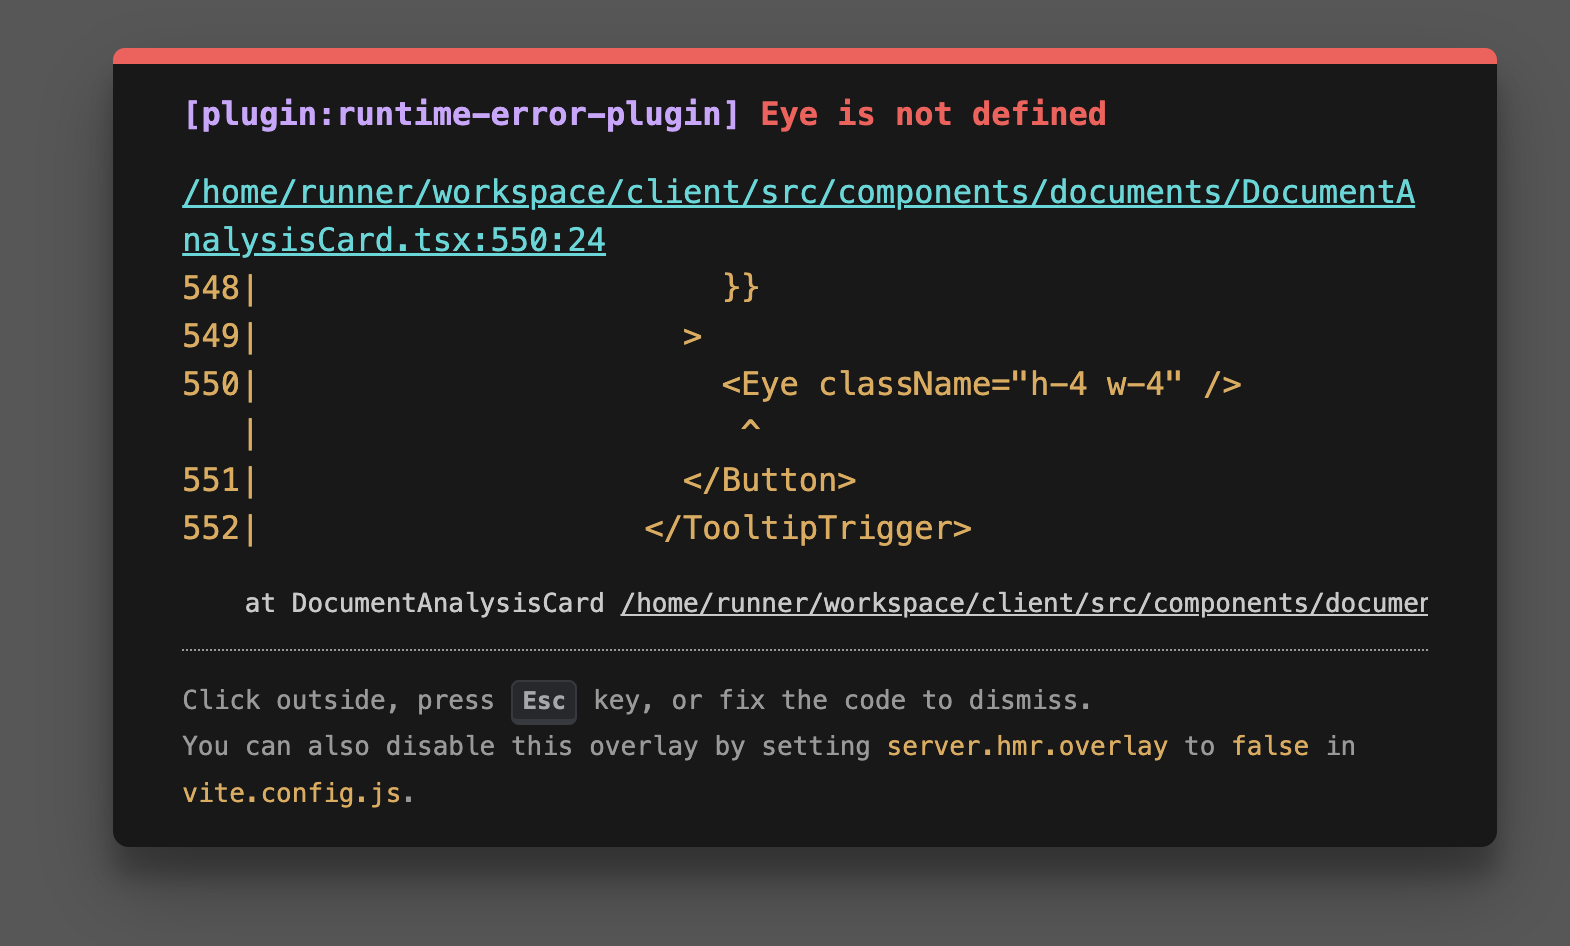 [plugin:runtime-error-plugin] Eye is not defined
/home/runner/workspace/client/src/components/documents/DocumentA
nalysisCard.tsx:550:24
548|                        }}
549|                      >
550|                        <Eye className="h-4 w-4" />
   |                         ^
551|                      </Button>
552|                    </TooltipTrigger>
at DocumentAnalysisCard /home/runner/workspace/client/src/components/documen
Click outside, press Esc key, or fix the code to dismiss.
You can also disable this overlay by setting server.hmr.overlay to false in
vite.config.js.